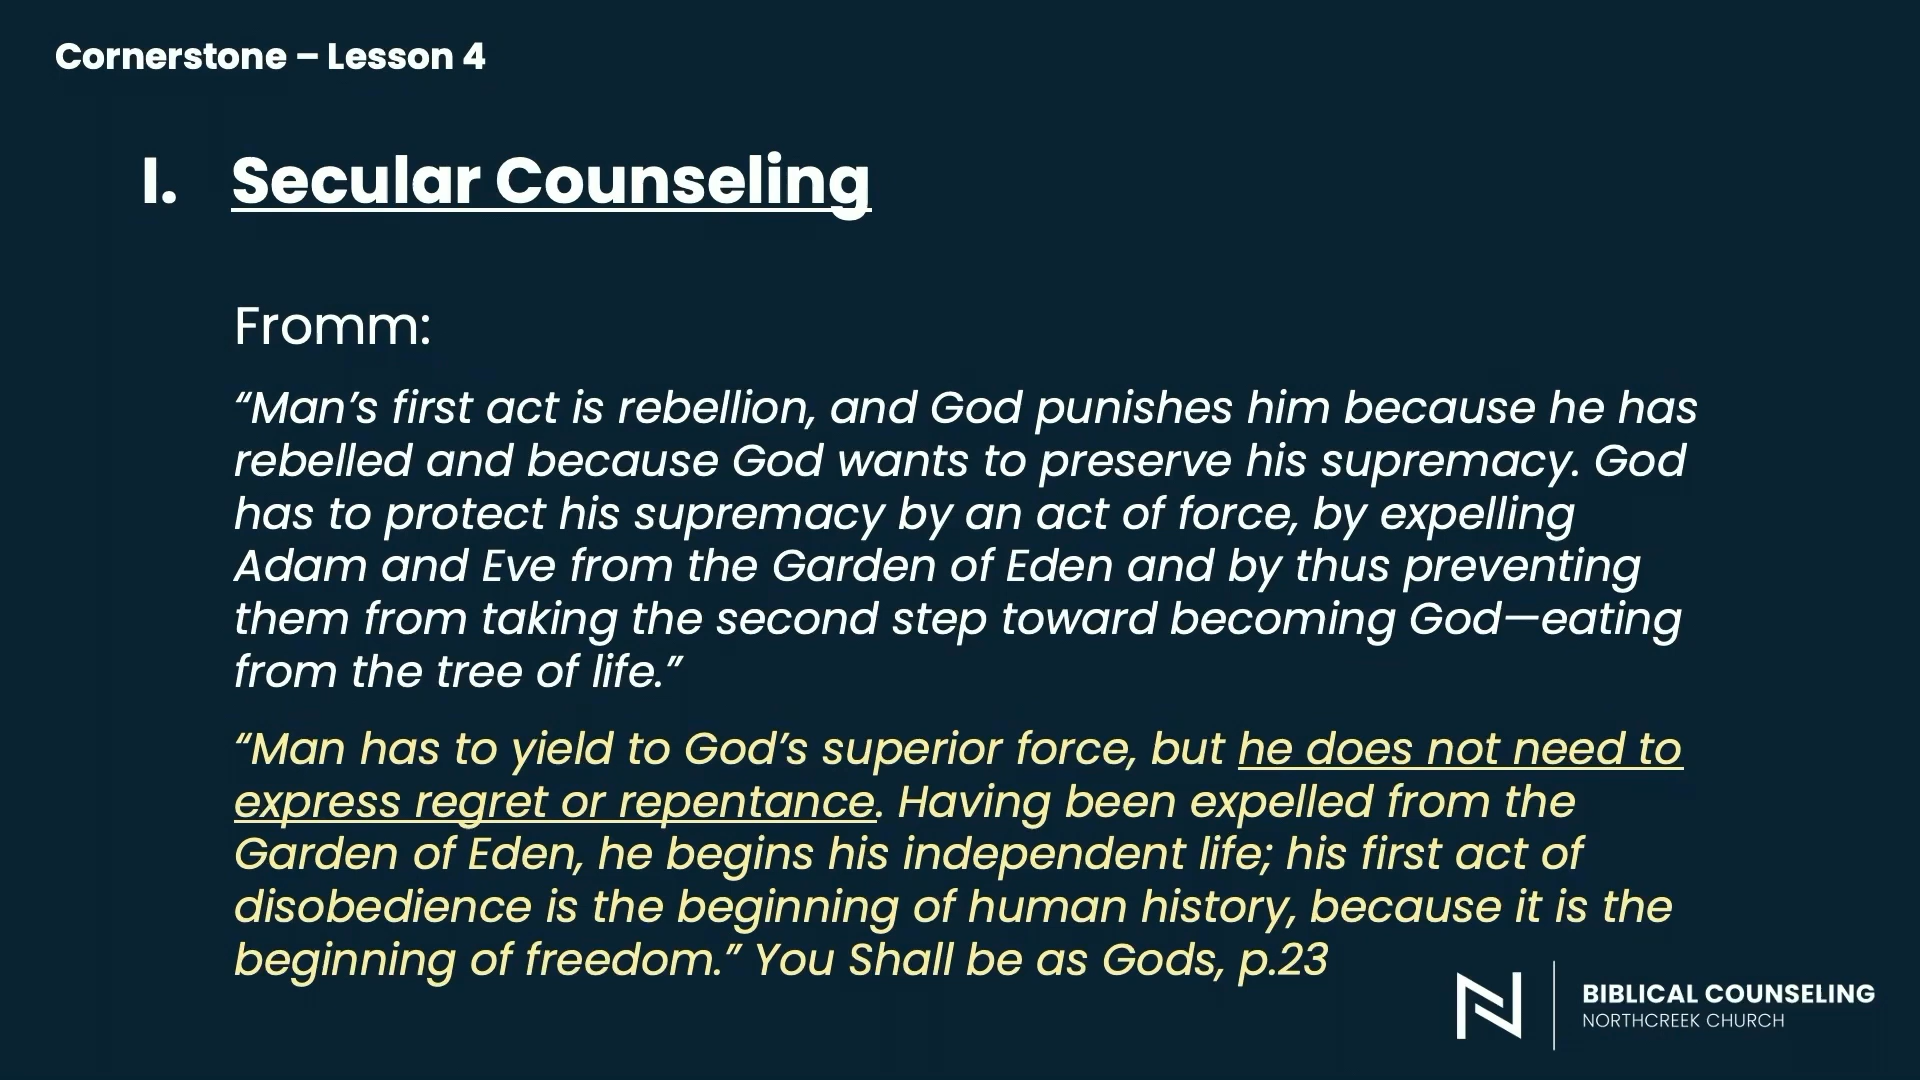 Cornerstone – Lesson 4
I. Secular Counseling
Fromm:
“Man’s first act is rebellion, and God punishes him because he has
rebelled and because God wants to preserve his supremacy. God
has to protect his supremacy by an act of force, by expelling
Adam and Eve from the Garden of Eden and by thus preventing
them from taking the second step toward becoming God—eating
from the tree of life.”
“Man has to yield to God’s superior force, but he does not need to
express regret or repentance. Having been expelled from the
Garden of Eden, he begins his independent life; his first act of
disobedience is the beginning of human history, because it is the
beginning of freedom.” You Shall be as Gods, p.23
BIBLICAL COUNSELING
NORTHCREEK CHURCH